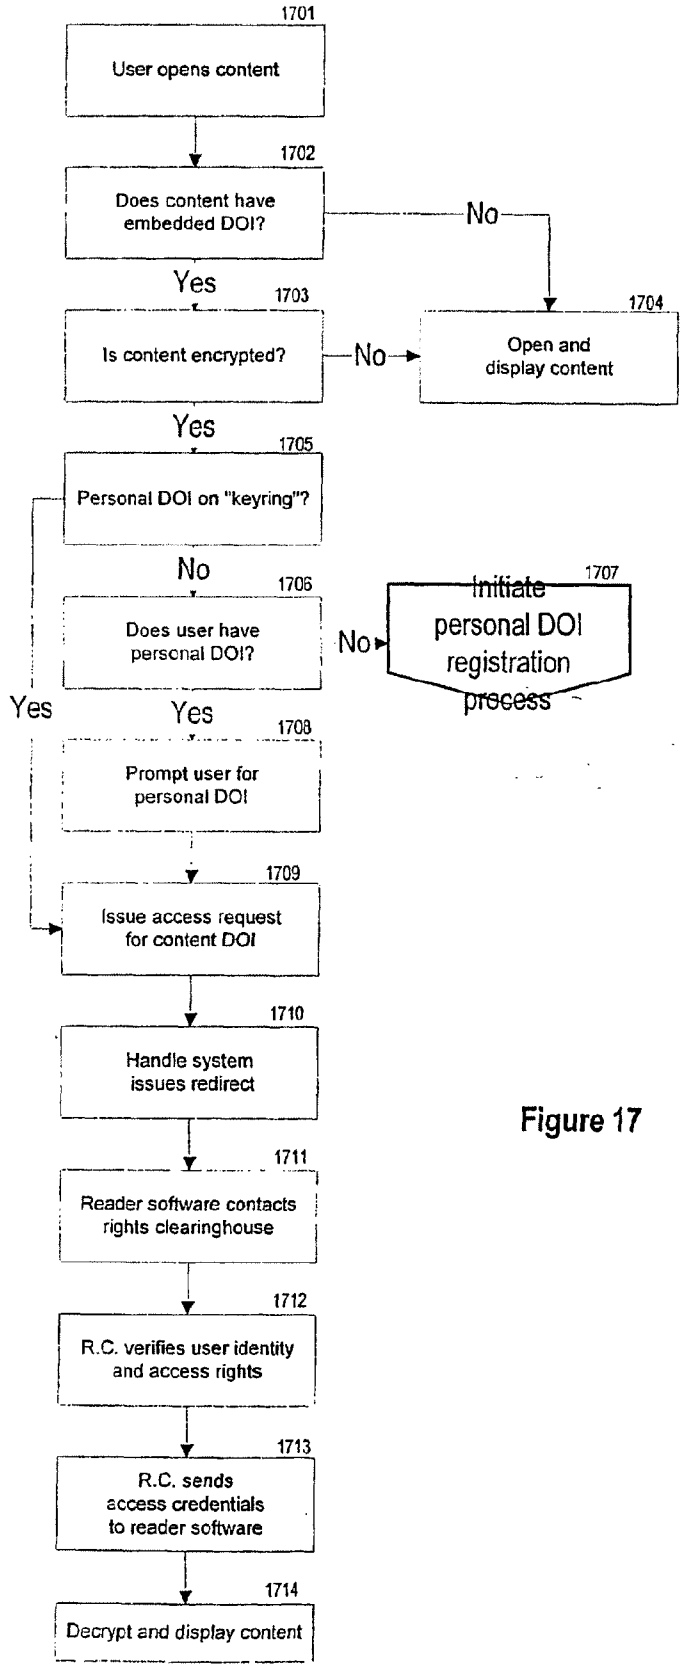 1701
User opens content
1702
Does content have
embedded DOI?
No
Yes
1703
Is content encrypted?
No
1704
Open and
display content
Yes
1705
Personal DOI on "keyring"?
No
1706
Does user have
personal DOI?
No
1707
Initiate
personal DOI
registration
process
Yes
Yes
1708
Prompt user for
personal DOI
1709
Issue access request
for content DOI
1710
Handle system
issues redirect
Figure 17
1711
Reader software contacts
rights clearinghouse
1712
R.C. verifies user identity
and access rights
1713
R.C. sends
access credentials
to reader software
1714
Decrypt and display content